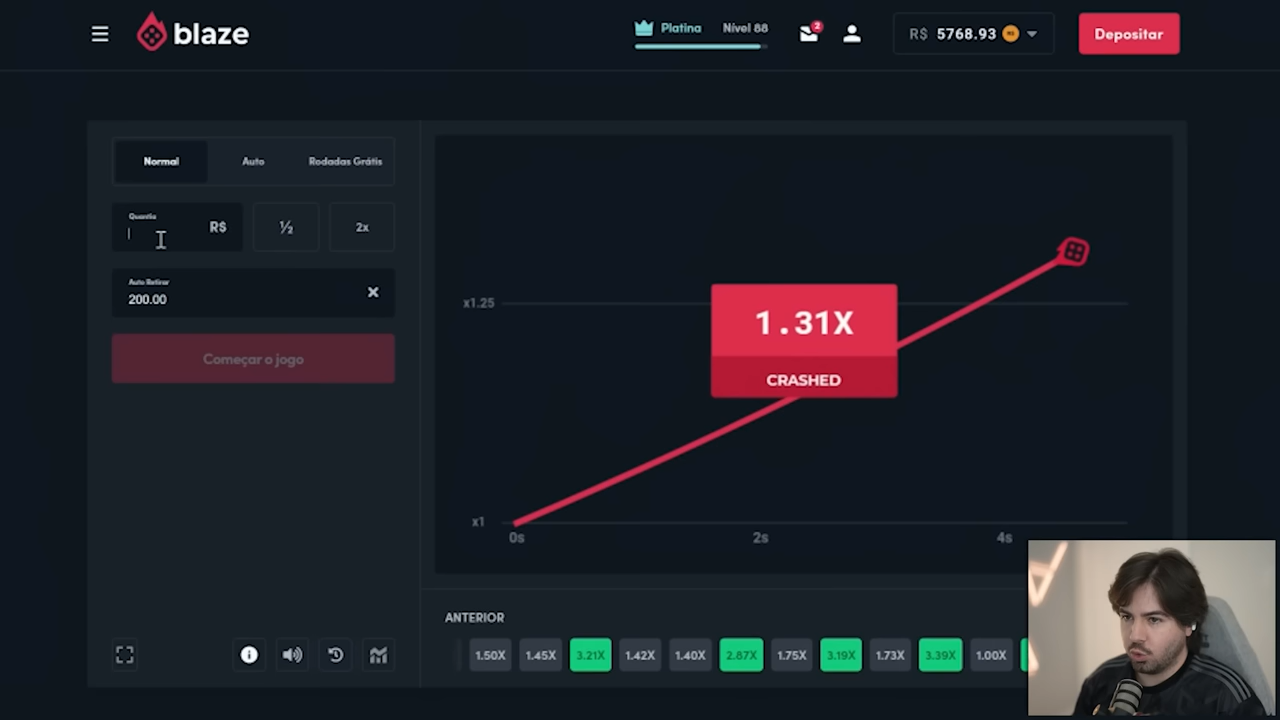 blaze
Platina Nível 88
2
R$ 5768.93
Depositar
Normal Auto Rodadas Grátis
Quantia
R$ ½ 2x
Auto Retirar
200.00
Começar o jogo
x1.25
1.31X
CRASHED
x1
0s 2s 4s
ANTERIOR
1.50X 1.45X 3.21X 1.42X 1.40X 2.87X 1.75X 3.19X 1.73X 3.39X 1.00X